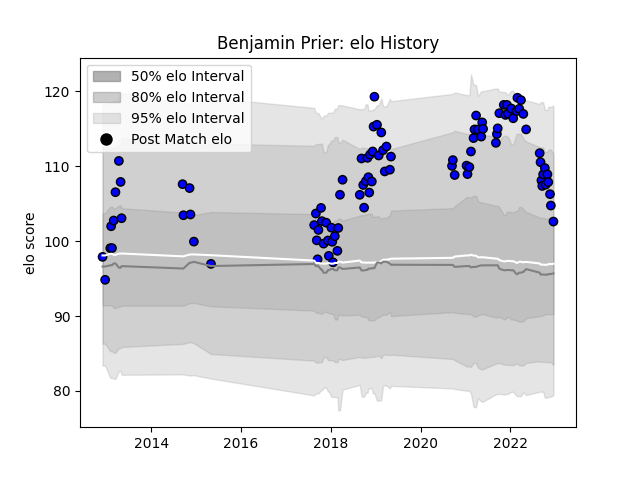 Benjamin Prier: elo History
50% elo Interval
80% elo Interval
95% elo Interval
Post Match elo
elo score
120
110
100
90
80
2014
2016
2018
2020
2022